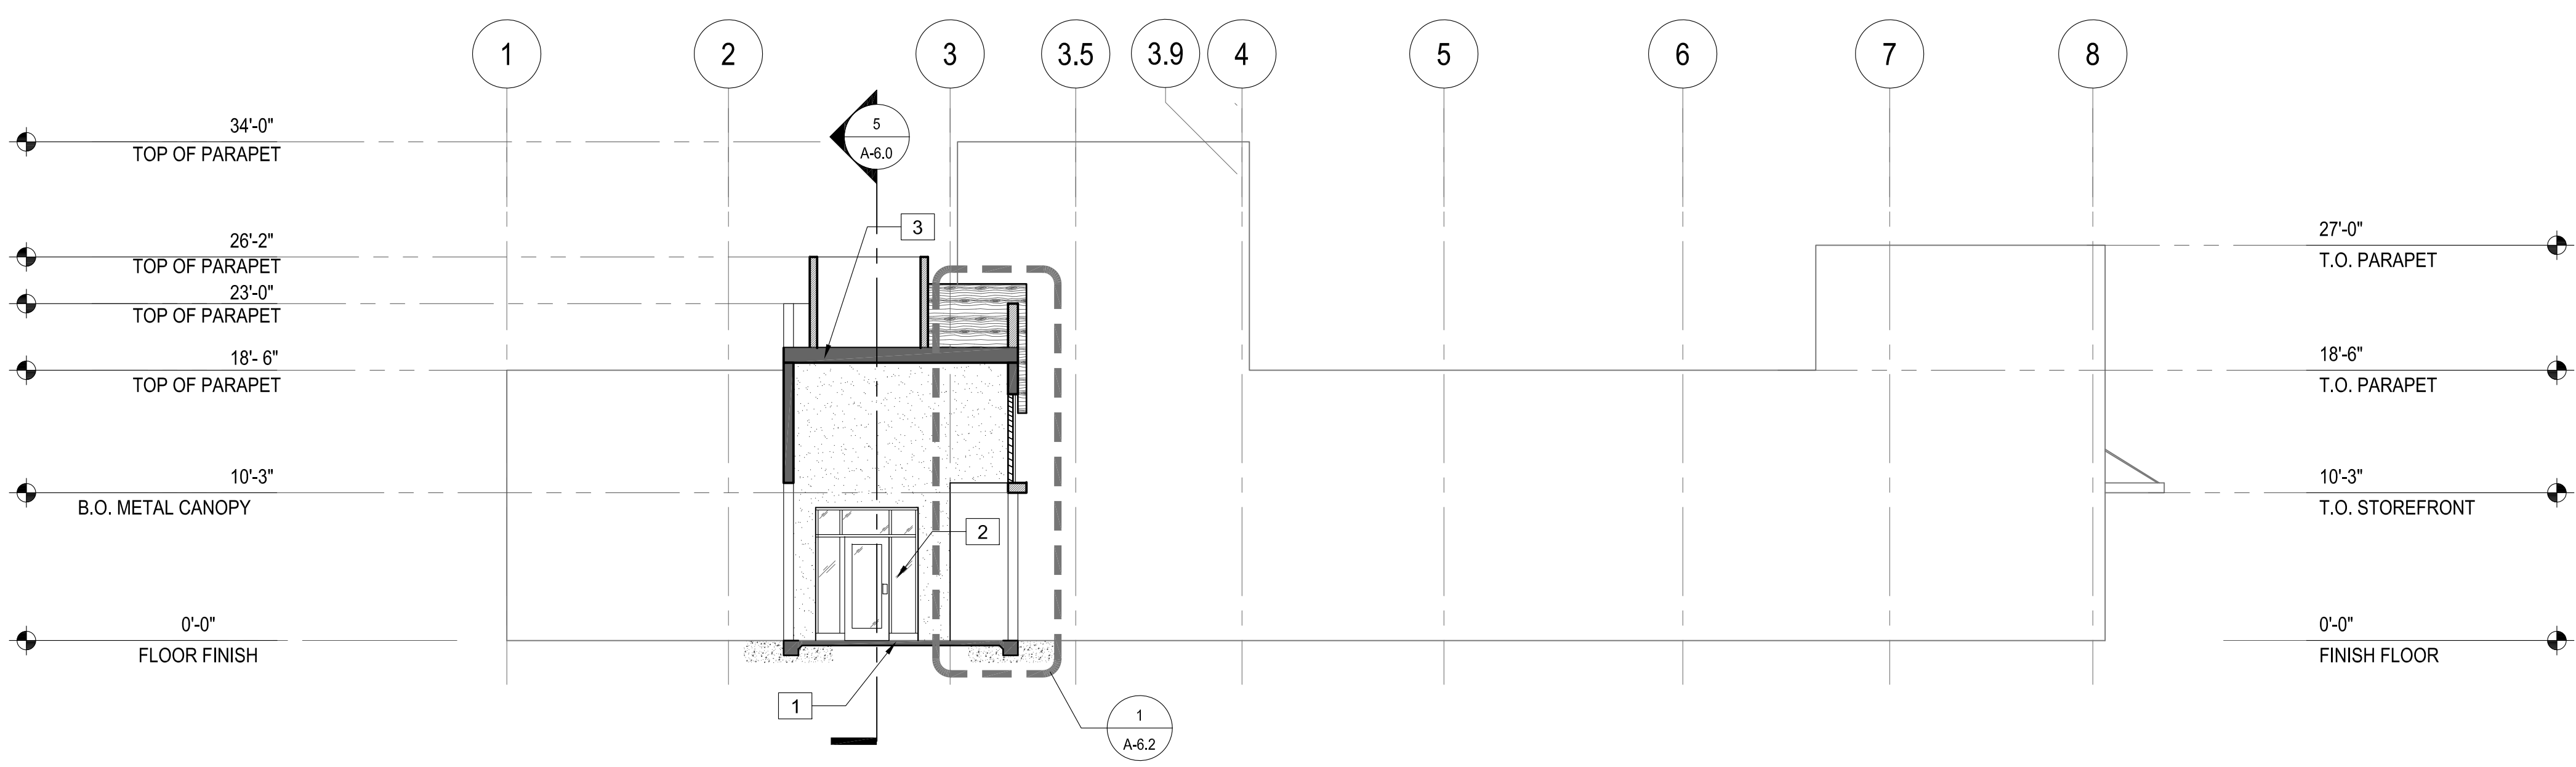 1 2 3 3.5 3.9 4 5 6 7 8
5
A-6.0
34'-0"
TOP OF PARAPET
26'-2"
TOP OF PARAPET
23'-0"
TOP OF PARAPET
18'- 6"
TOP OF PARAPET
10'-3"
B.O. METAL CANOPY
0'-0"
FLOOR FINISH
3
2
1
1
A-6.2
27'-0"
T.O. PARAPET
18'-6"
T.O. PARAPET
10'-3"
T.O. STOREFRONT
0'-0"
FINISH FLOOR